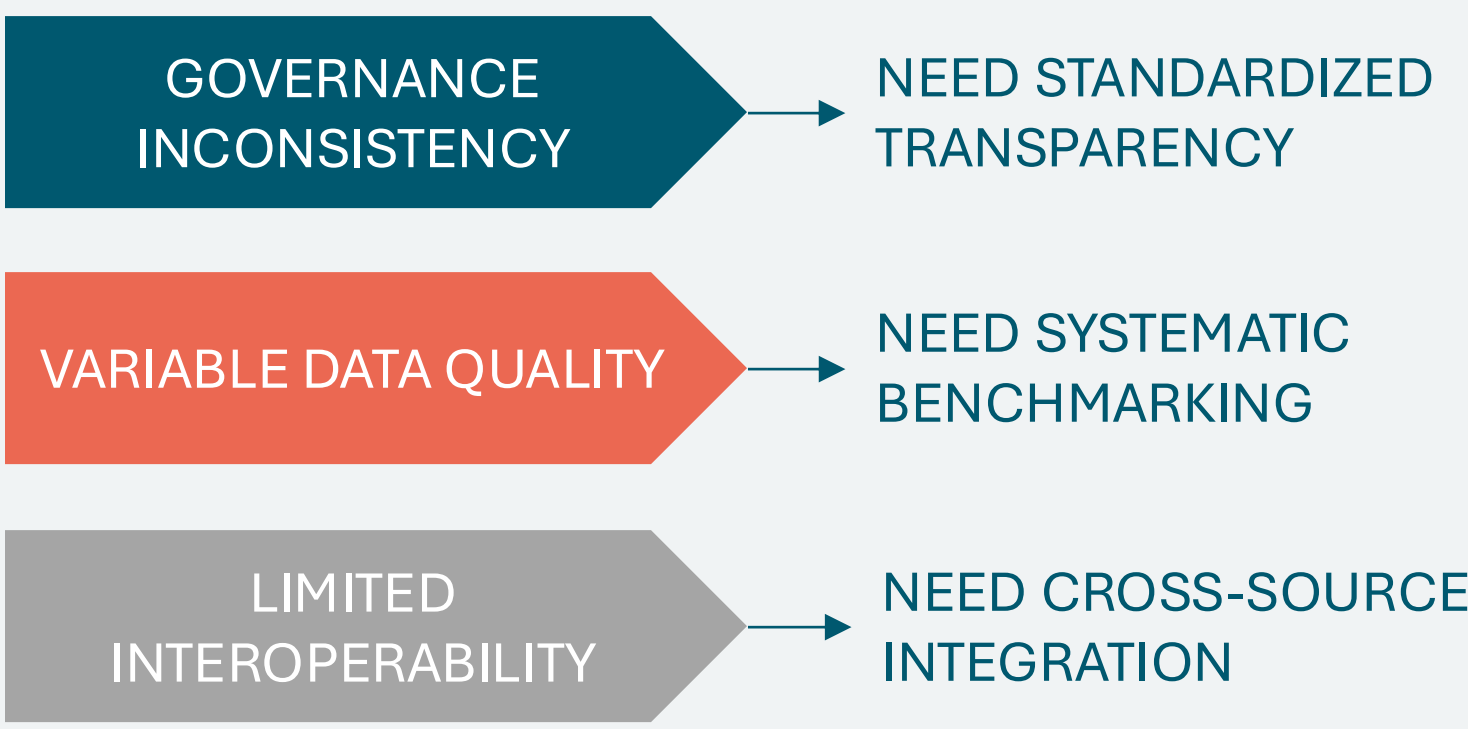 GOVERNANCE
INCONSISTENCY
NEED STANDARDIZED
TRANSPARENCY
VARIABLE DATA QUALITY
NEED SYSTEMATIC
BENCHMARKING
LIMITED
INTEROPERABILITY
NEED CROSS-SOURCE
INTEGRATION